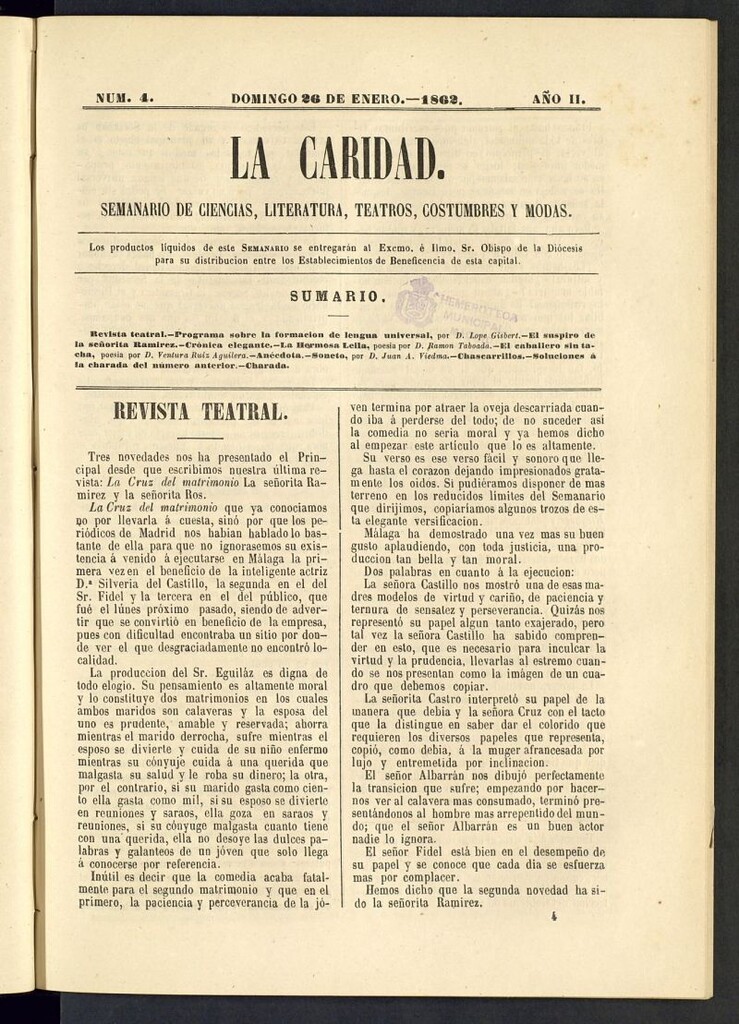 NUM. 4. DOMINGO 26 DE ENERO.—1862. AÑO II.
LA CARIDAD.
SEMANARIO DE CIENCIAS, LITERATURA, TEATROS, COSTUMBRES Y MODAS.
Los productos líquidos de este SEMANARIO se entregarán al Excmo. é Ilmo. Sr. Obispo de la Diócesis
para su distribucion entre los Establecimientos de Beneficencia de esta capital.
SUMARIO.
HEMEROTECA
MUNICIPAL
Revista teatral.—Programa sobre la formacion de lengua universal, por D. Lope Gisbert.—El suspiro de
la señorita Ramirez.—Crónica elegante.—La Hermosa Leila, poesia por D. Ramon Taboada.—El caballero sin ta-
cha, poesia por D. Ventura Ruiz Aguilera.—Anécdota.—Soneto, por D. Juan A. Viedma.—Chascarrillos.—Soluciones á
la charada del número anterior.—Charada.
REVISTA TEATRAL.
Tres novedades nos ha presentado el Prin-
cipal desde que escribimos nuestra última re-
vista: La Cruz del matrimonio La señorita Ra-
mirez y la señorita Ros.
La Cruz del matrimonio que ya conociamos
no por llevarla á cuesta, sinó por que los pe-
riódicos de Madrid nos habian hablado lo bas-
tante de ella para que no ignorasemos su exis-
tencia á venido á ejecutarse en Málaga la pri-
mera vez en el beneficio de la inteligente actriz
D.ª Silveria del Castillo, la segunda en el del
Sr. Fidel y la tercera en el del público, que
fué el lúnes próximo pasado, siendo de adver-
tir que se convirtió en beneficio de la empresa,
pues con dificultad encontraba un sitio por don-
de ver el que desgraciadamente no encontró lo-
calidad.
La produccion del Sr. Eguiláz es digna de
todo elogio. Su pensamiento es altamente moral
y lo constituye dos matrimonios en los cuales
ambos maridos son calaveras y la esposa del
uno es prudente, amable y reservada; ahorra
mientras el marido derrocha, sufre mientras el
esposo se divierte y cuida de su niño enfermo
mientras su cónyuje cuida á una querida que
malgasta su salud y le roba su dinero; la otra,
por el contrario, si su marido gasta como cien-
to ella gasta como mil, si su esposo se divierte
en reuniones y saraos, ella goza en saraos y
reuniones, si su cónyuge malgasta cuanto tiene
con una querida, ella no desoye las dulces pa-
labras y galanteos de un jóven que solo llega
á conocerse por referencia.
Inútil es decir que la comedia acaba fatal-
mente para el segundo matrimonio y que en el
primero, la paciencia y perceverancia de la jó-
ven termina por atraer la oveja descarriada cuan-
do iba á perderse del todo; de no suceder asi
la comedia no seria moral y ya hemos dicho
al empezar este articulo que lo es altamente.
Su verso es ese verso fácil y sonoro que lle-
ga hasta el corazon dejando impresionados grata-
mente los oidos. Si pudiéramos disponer de mas
terreno en los reducidos limites del Semanario
que dirijimos, copiaríamos algunos trozos de es-
ta elegante versificacion.
Málaga ha demostrado una vez mas su buen
gusto aplaudiendo, con toda justicia, una pro-
duccion tan bella y tan moral.
Dos palabras en cuanto á la ejecucion:
La señora Castillo nos mostró una de esas ma-
dres modelos de virtud y cariño, de paciencia y
ternura de sensatez y perseverancia. Quizás nos
representó su papel algun tanto exajerado, pero
tal vez la señora Castillo ha sabido compren-
der en esto, que es necesario para inculcar la
virtud y la prudencia, llevarlas al estremo cuan-
do se nos presentan como la imágen de un cua-
dro que debemos copiar.
La señorita Castro interpretó su papel de la
manera que debia y la señora Cruz con el tacto
que la distingue en saber dar el colorido que
requieren los diversos papeles que representa,
copió, como debia, á la muger afrancesada por
lujo y entremetida por inclinacion.
El señor Albarrán nos dibujó perfectamente
la transicion que sufre; empezando por hacer-
nos ver al calavera mas consumado, terminó pre-
sentándonos al hombre mas arrepentido del mun-
do; que el señor Albarrán es un buen actor
nadie lo ignora.
El señor Fidel está bien en el desempeño de
su papel y se conoce que cada dia se esfuerza
mas por complacer.
Hemos dicho que la segunda novedad ha si-
do la señorita Ramirez.
4